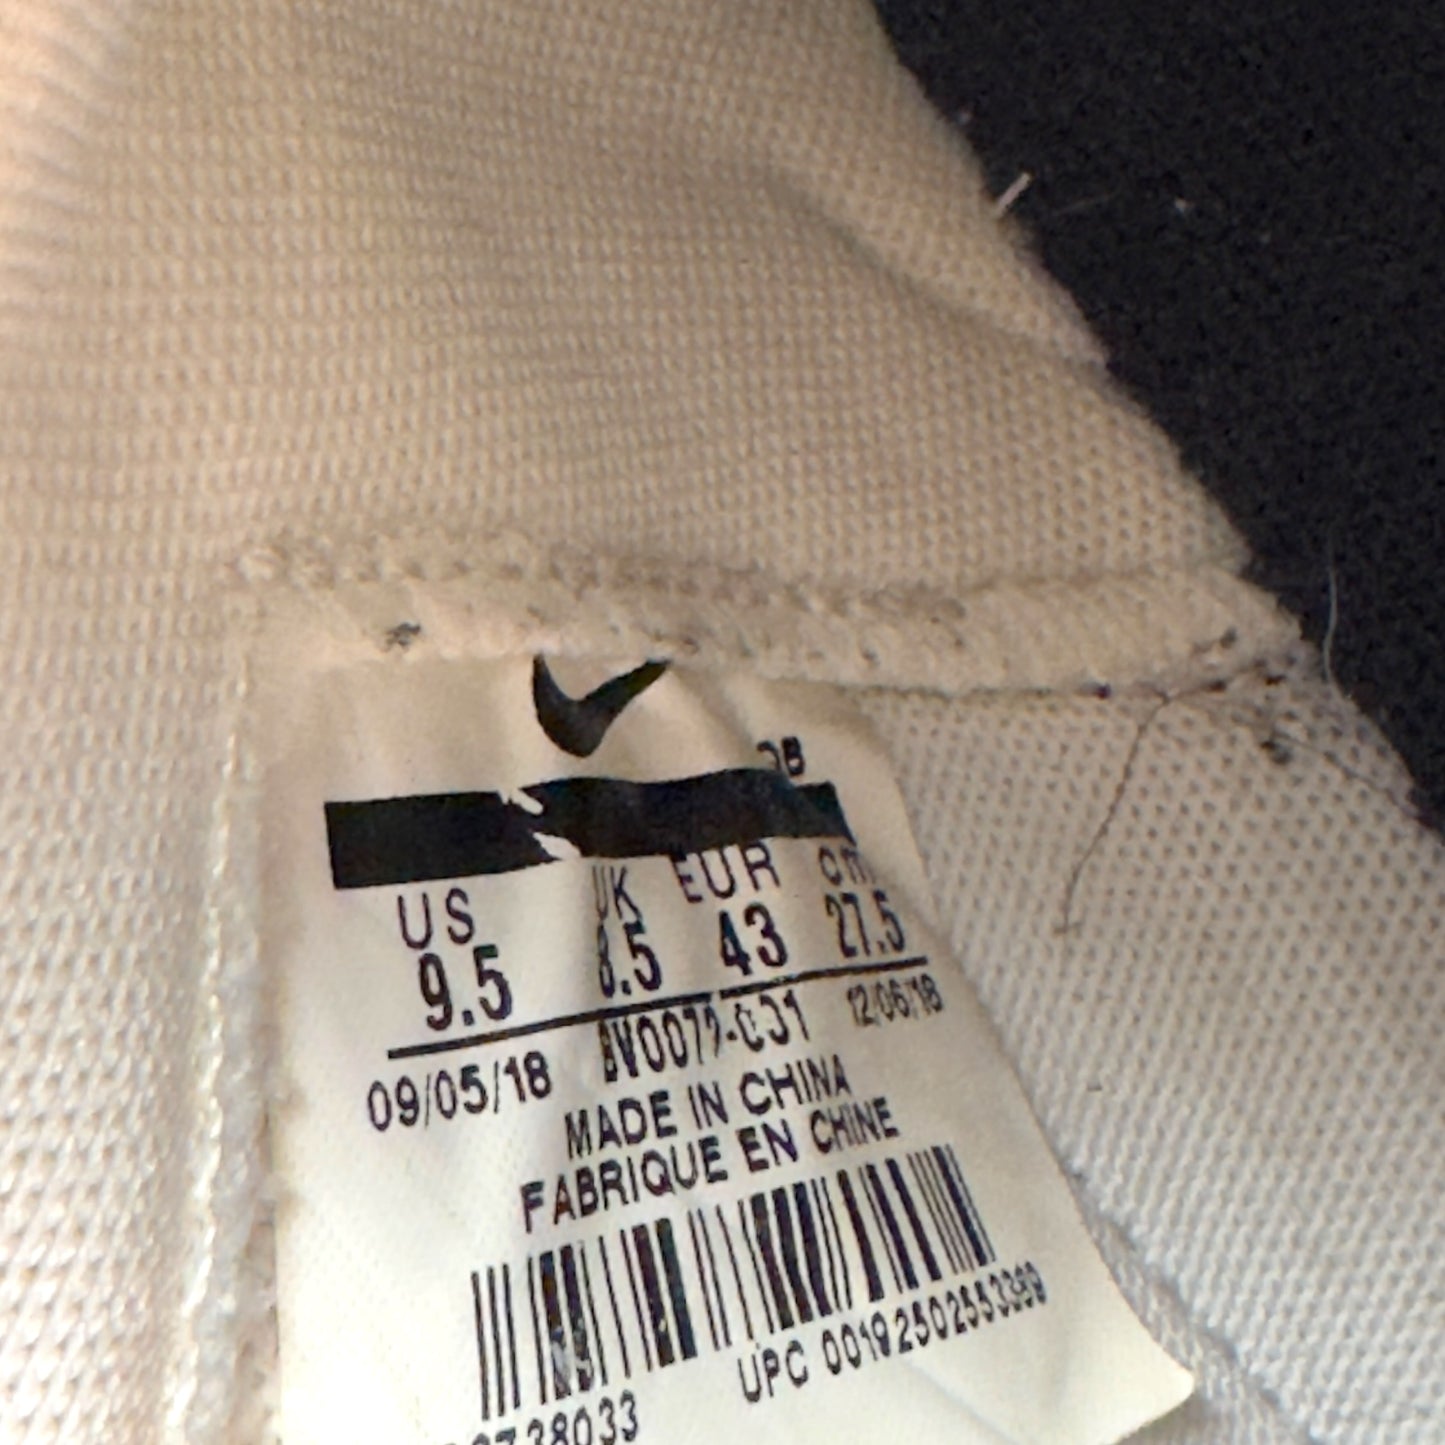 US UK EUR cm
9.5 8.5 43 27.5
09/05/18 12/06/18
MADE IN CHINA
FABRIQUE EN CHINE
UPC 00192502553369